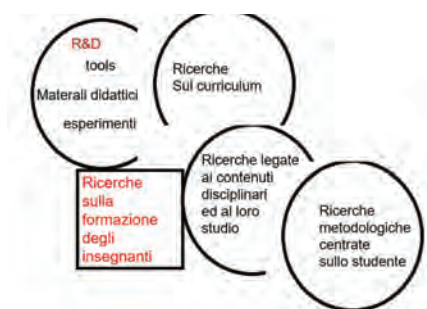 R&D
tools
Materali didattici
esperimenti
Ricerche
Sul curriculum
Ricerche legate
ai contenuti
disciplinari
ed al loro
studio
Ricerche
sulla
formazione
degli
insegnanti
Ricerche
metodologiche
centrate
sullo studente